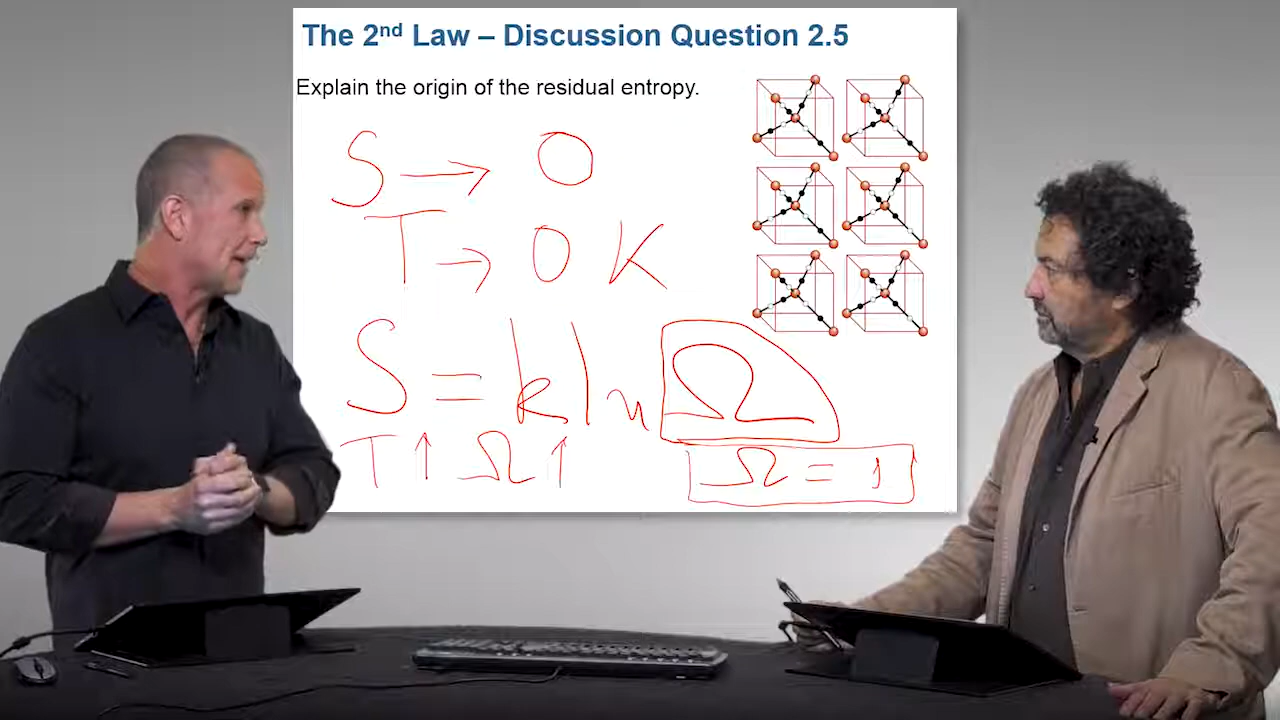 The 2nd Law – Discussion Question 2.5
Explain the origin of the residual entropy.
S → 0
T → 0 K
S = k ln Ω
T ↑ Ω ↑
Ω = 1